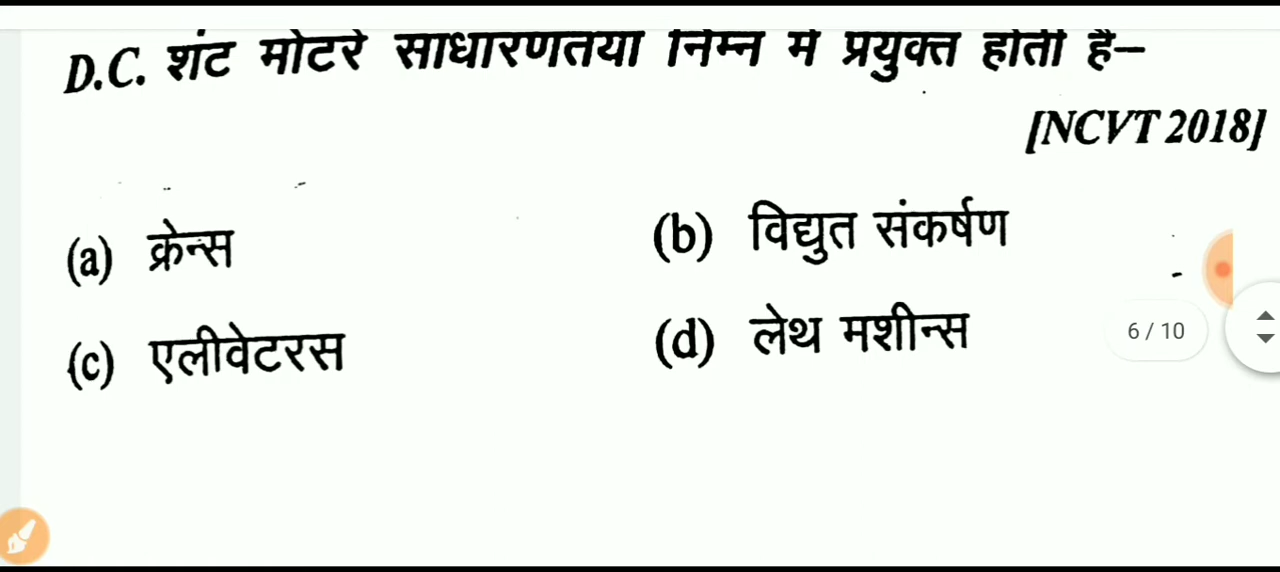 D.C. शंट मोटरें साधारणतया निम्न में प्रयुक्त होती हैं–
[NCVT 2018]
(a) क्रेन्स (b) विद्युत संकर्षण
(c) एलीवेटरस (d) लेथ मशीन्स
6 / 10